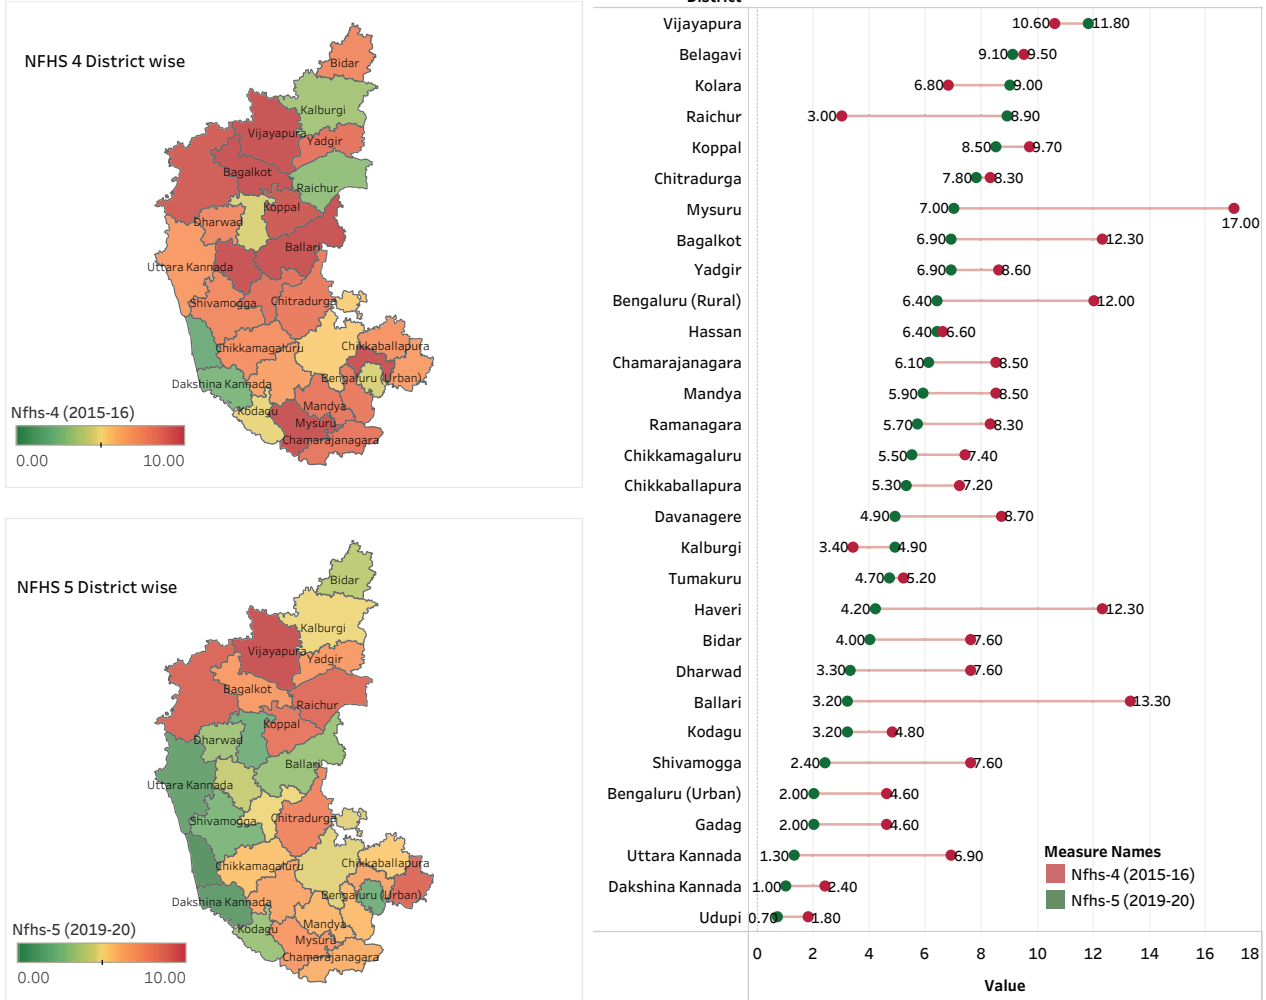 NFHS 4 District wise
Bidar
Kalburgi
Vijayapura
Yadgir
Bagalkot
Raichur
Koppal
Dharwad
Ballari
Uttara Kannada
Shivamogga
Chitradurga
Chikkamagaluru
Chikkaballapura
Bengaluru (Urban)
Dakshina Kannada
Mandya
Kodagu
Mysuru
Chamarajanagara
Nfhs-4 (2015-16)
0.00 10.00
NFHS 5 District wise
Bidar
Kalburgi
Vijayapura
Yadgir
Bagalkot
Raichur
Koppal
Dharwad
Ballari
Uttara Kannada
Shivamogga
Chitradurga
Chikkamagaluru
Chikkaballapura
Bengaluru (Urban)
Dakshina Kannada
Mandya
Kodagu
Mysuru
Chamarajanagara
Nfhs-5 (2019-20)
0.00 10.00
District
Vijayapura 10.60 11.80
Belagavi 9.10 9.50
Kolara 6.80 9.00
Raichur 3.00 8.90
Koppal 8.50 9.70
Chitradurga 7.80 8.30
Mysuru 7.00 17.00
Bagalkot 6.90 12.30
Yadgir 6.90 8.60
Bengaluru (Rural) 6.40 12.00
Hassan 6.40 6.60
Chamarajanagara 6.10 8.50
Mandya 5.90 8.50
Ramanagara 5.70 8.30
Chikkamagaluru 5.50 7.40
Chikkaballapura 5.30 7.20
Davanagere 4.90 8.70
Kalburgi 3.40 4.90
Tumakuru 4.70 5.20
Haveri 4.20 12.30
Bidar 4.00 7.60
Dharwad 3.30 7.60
Ballari 3.20 13.30
Kodagu 3.20 4.80
Shivamogga 2.40 7.60
Bengaluru (Urban) 2.00 4.60
Gadag 2.00 4.60
Uttara Kannada 1.30 6.90
Dakshina Kannada 1.00 2.40
Udupi 0.70 1.80
Measure Names
Nfhs-4 (2015-16)
Nfhs-5 (2019-20)
0 2 4 6 8 10 12 14 16 18
Value